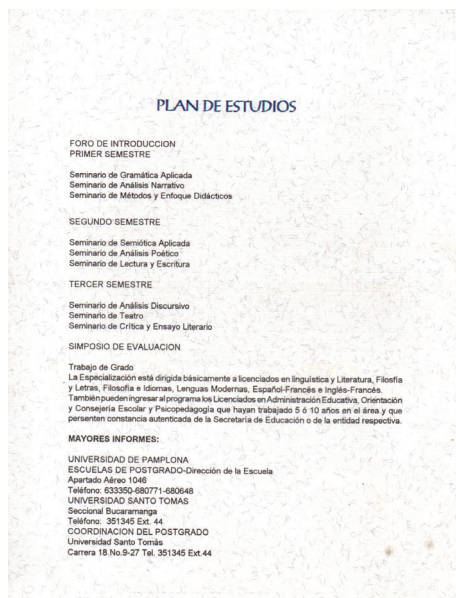 PLAN DE ESTUDIOS
FORO DE INTRODUCCION
PRIMER SEMESTRE
Seminario de Gramática Aplicada
Seminario de Análisis Narrativo
Seminario de Métodos y Enfoque Didácticos
SEGUNDO SEMESTRE
Seminario de Semiótica Aplicada
Seminario de Análisis Poético
Seminario de Lectura y Escritura
TERCER SEMESTRE
Seminario de Análisis Discursivo
Seminario de Teatro
Seminario de Crítica y Ensayo Literario
SIMPOSIO DE EVALUACION
Trabajo de Grado
La Especialización está dirigida básicamente a licenciados en linguística y Literatura, Filosfía
y Letras, Filosofía e Idiomas, Lenguas Modernas, Español-Francés e Inglés-Francés.
También pueden ingresar al programa los Licenciados en Administración Educativa, Orientación
y Consejería Escolar y Psicopedagogía que hayan trabajado 5 ó 10 años en el área y que
persenten constancia autenticada de la Secretaría de Educación o de la entidad respectiva.
MAYORES INFORMES:
UNIVERSIDAD DE PAMPLONA
ESCUELAS DE POSTGRADO-Dirección de la Escuela
Apartado Aéreo 1046
Teléfono: 633350-680771-680648
UNIVERSIDAD SANTO TOMAS
Seccional Bucaramanga
Teléfono: 351345 Ext. 44
COORDINACION DEL POSTGRADO
Universidad Santo Tomás
Carrera 18 No.9-27 Tel. 351345 Ext.44